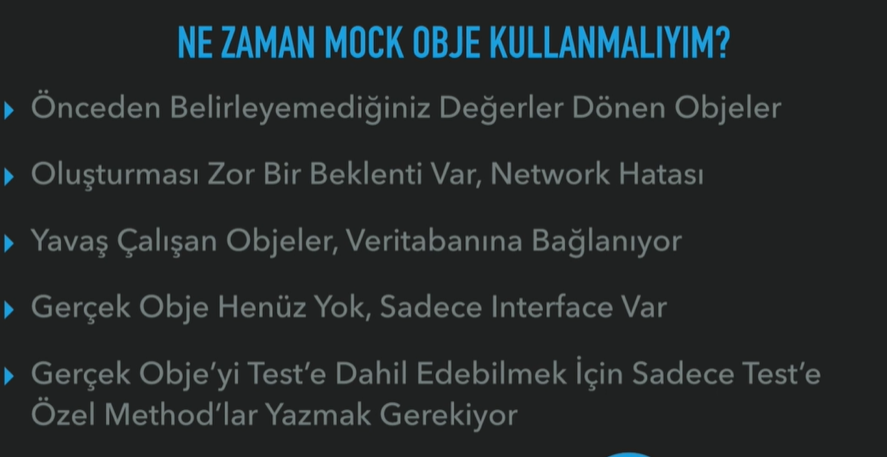 NE ZAMAN MOCK OBJE KULLANMALIYIM?
Önceden Belirleyemediğiniz Değerler Dönen Objeler
Oluşturması Zor Bir Beklenti Var, Network Hatası
Yavaş Çalışan Objeler, Veritabanına Bağlanıyor
Gerçek Obje Henüz Yok, Sadece Interface Var
Gerçek Obje’yi Test’e Dahil Edebilmek İçin Sadece Test’e
Özel Method’lar Yazmak Gerekiyor